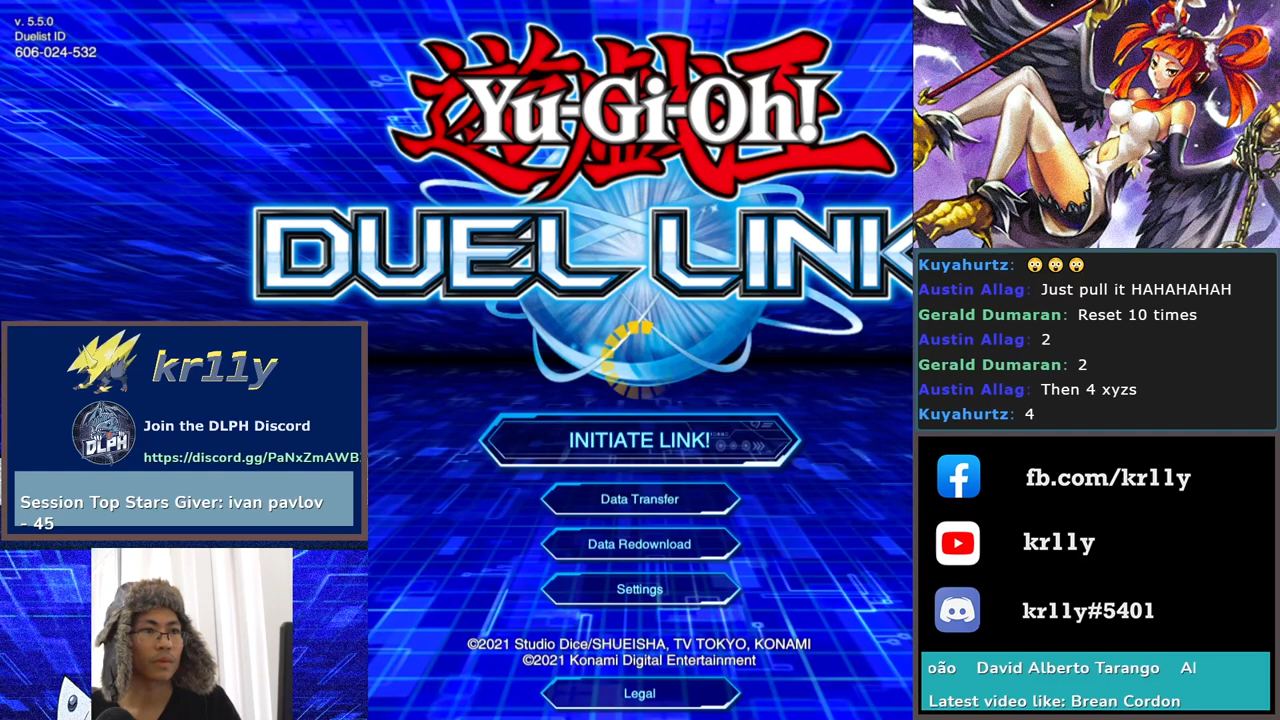 v. 5.5.0
Duelist ID
606-024-532
遊戯王
Yu-Gi-Oh!
DUEL LINK
kr11y
DLPH
Join the DLPH Discord
https://discord.gg/PaNxZmAWB
Session Top Stars Giver: ivan pavlov
- 45
INITIATE LINK!
Data Transfer
Data Redownload
Settings
©2021 Studio Dice/SHUEISHA, TV TOKYO, KONAMI
©2021 Konami Digital Entertainment
Legal
Kuyahurtz: 😳😳😳
Austin Allag: Just pull it HAHAHAHAH
Gerald Dumaran: Reset 10 times
Austin Allag: 2
Gerald Dumaran: 2
Austin Allag: Then 4 xyzs
Kuyahurtz: 4
fb.com/kr11y
kr11y
kr11y#5401
oão David Alberto Tarango Al
Latest video like: Brean Cordon